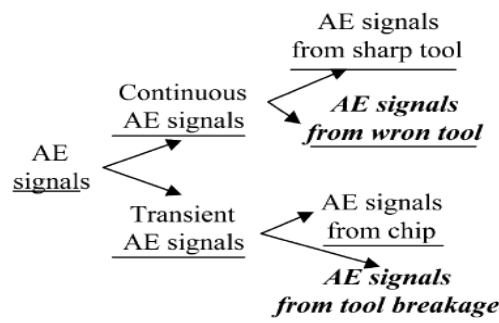 AE signals
from sharp tool
Continuous
AE signals
AE signals
from wron tool
AE
signals
Transient
AE signals
AE signals
from chip
AE signals
from tool breakage